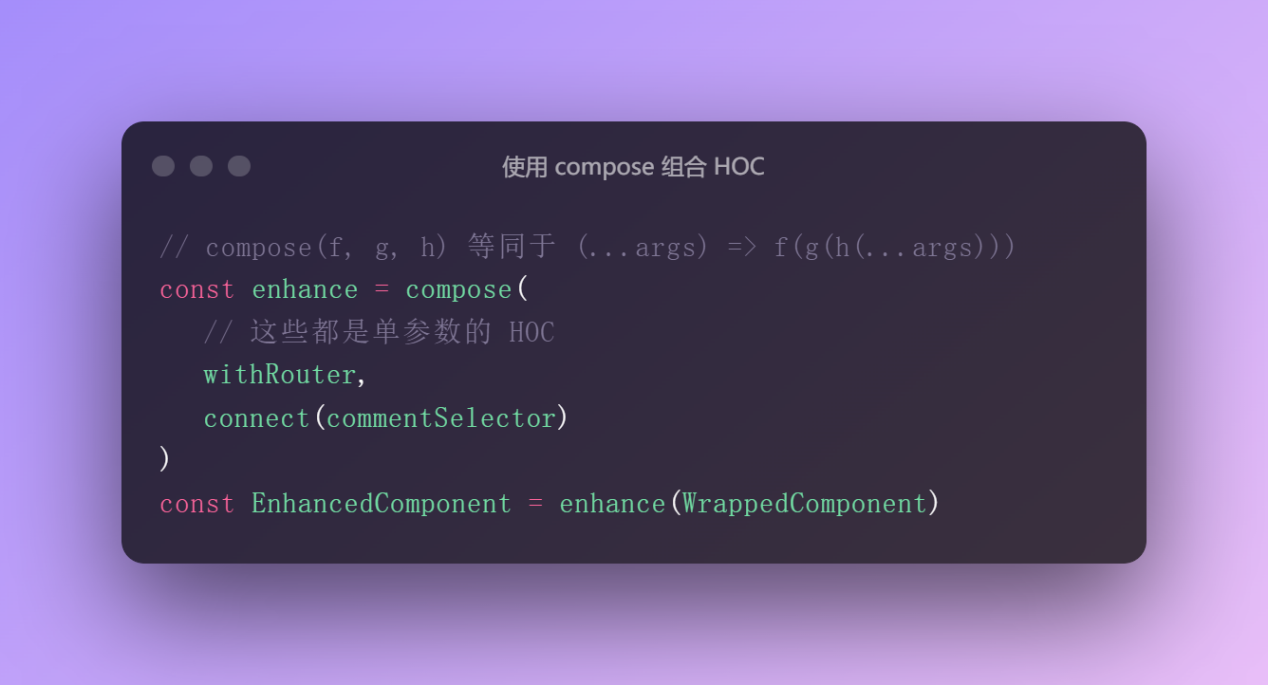 使用 compose 组合 HOC
// compose(f, g, h) 等同于 (...args) => f(g(h(...args)))
const enhance = compose(
// 这些都是单参数的 HOC
withRouter,
connect(commentSelector)
)
const EnhancedComponent = enhance(WrappedComponent)